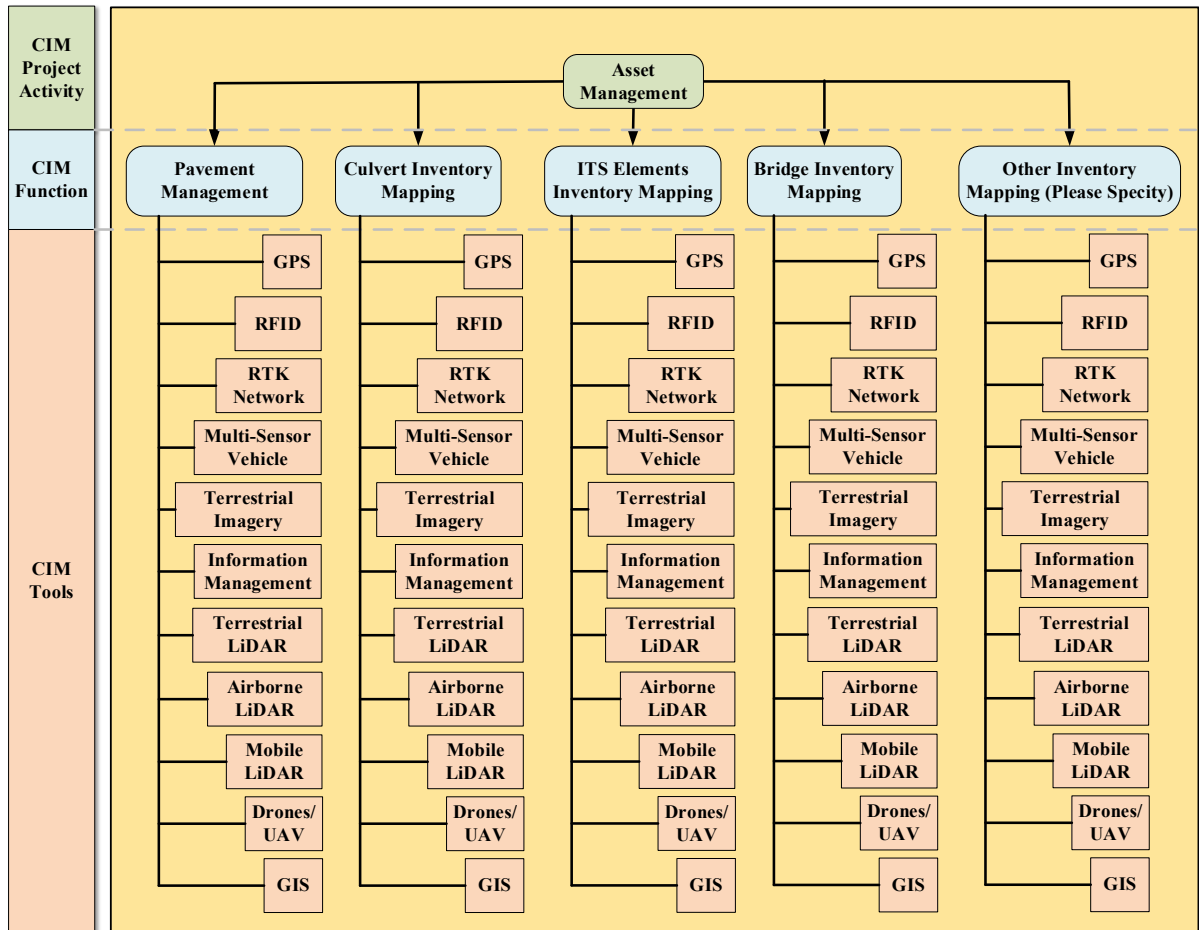 CIM
Project
Activity
Asset
Management
CIM
Function
Pavement
Management
Culvert Inventory
Mapping
ITS Elements
Inventory Mapping
Bridge Inventory
Mapping
Other Inventory
Mapping (Please Specity)
CIM
Tools
GPS
RFID
RTK
Network
Multi-Sensor
Vehicle
Terrestrial
Imagery
Information
Management
Terrestrial
LiDAR
Airborne
LiDAR
Mobile
LiDAR
Drones/
UAV
GIS
GPS
RFID
RTK
Network
Multi-Sensor
Vehicle
Terrestrial
Imagery
Information
Management
Terrestrial
LiDAR
Airborne
LiDAR
Mobile
LiDAR
Drones/
UAV
GIS
GPS
RFID
RTK
Network
Multi-Sensor
Vehicle
Terrestrial
Imagery
Information
Management
Terrestrial
LiDAR
Airborne
LiDAR
Mobile
LiDAR
Drones/
UAV
GIS
GPS
RFID
RTK
Network
Multi-Sensor
Vehicle
Terrestrial
Imagery
Information
Management
Terrestrial
LiDAR
Airborne
LiDAR
Mobile
LiDAR
Drones/
UAV
GIS
GPS
RFID
RTK
Network
Multi-Sensor
Vehicle
Terrestrial
Imagery
Information
Management
Terrestrial
LiDAR
Airborne
LiDAR
Mobile
LiDAR
Drones/
UAV
GIS